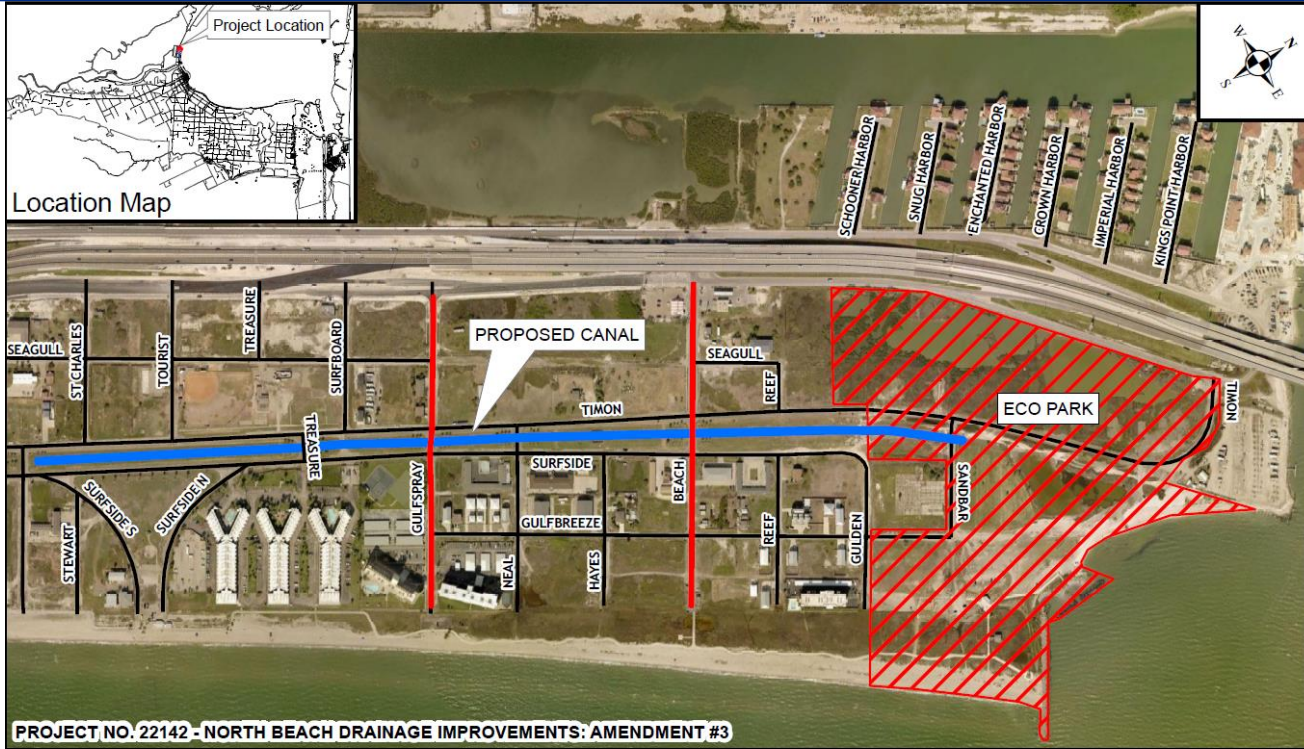 Project Location
Location Map
W
N
S
E
SCHOONER HARBOR
SNUG HARBOR
ENCHANTED HARBOR
CROWN HARBOR
IMPERIAL HARBOR
KINGS POINT HARBOR
PROPOSED CANAL
SEAGULL
ST CHARLES
TOURIST
TREASURE
SURFBOARD
SEAGULL
REEF
TIMON
ECO PARK
TIMON
TREASURE
GULFSPRAY
SURFSIDE
BEACH
SANDBAR
SURFSIDE S
SURFSIDE N
STEWART
GULFBREEZE
NEAL
HAYES
REEF
GULDEN
PROJECT NO. 22142 - NORTH BEACH DRAINAGE IMPROVEMENTS: AMENDMENT #3